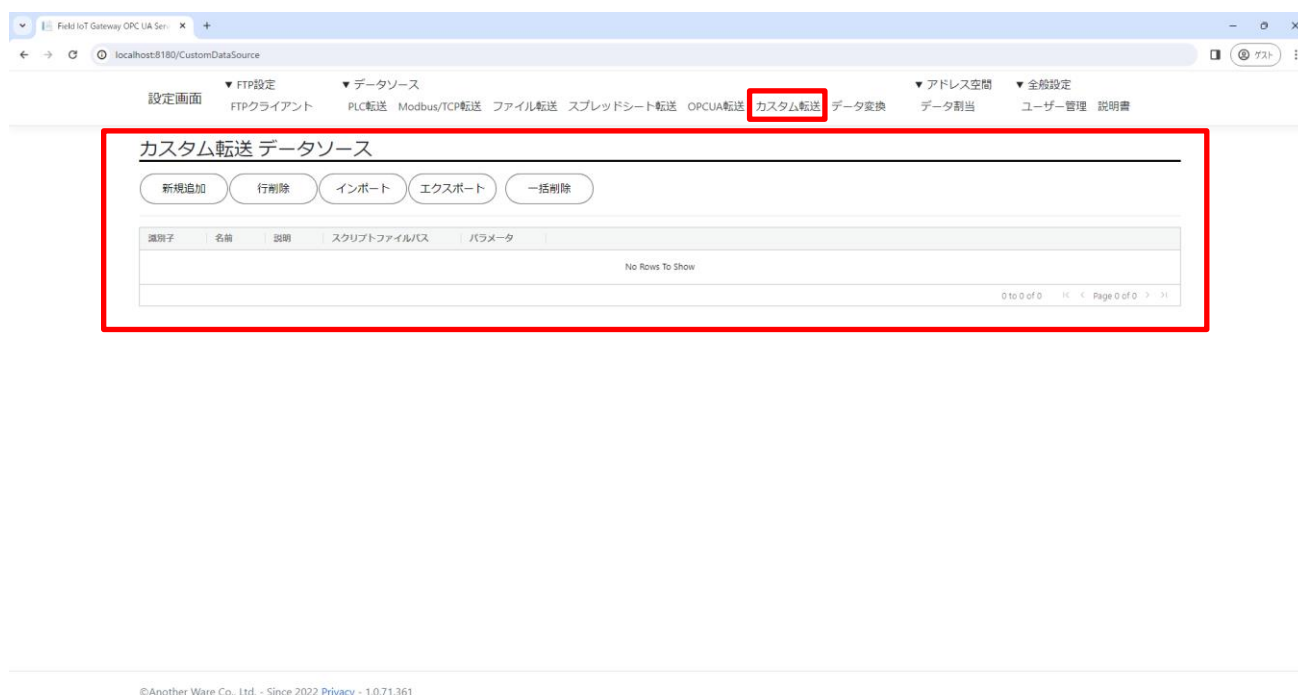 Field IoT Gateway OPC UA Ser
localhost:8180/CustomDataSource
ゲスト
設定画面
▼ FTP設定 ▼ データソース ▼ アドレス空間 ▼ 全般設定
FTPクライアント PLC転送 Modbus/TCP転送 ファイル転送 スプレッドシート転送 OPCUA転送 カスタム転送 データ変換 データ割当 ユーザー管理 説明書
カスタム転送 データソース
新規追加 行削除 インポート エクスポート 一括削除
識別子 名前 説明 スクリプトファイルパス パラメータ
No Rows To Show
0 to 0 of 0 Page 0 of 0
©Another Ware Co., Ltd. - Since 2022 Privacy - 1.0.71.361